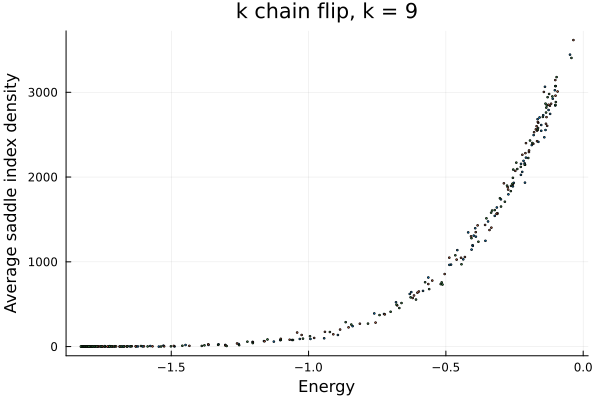 k chain flip, k = 9
Average saddle index density
3000
2000
1000
0
−1.5
−1.0
−0.5
0.0
Energy